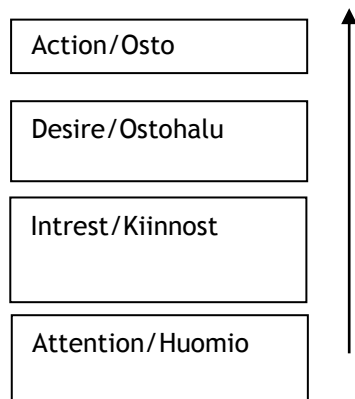 Action/Osto
Desire/Ostohalu
Intrest/Kiinnost
Attention/Huomio